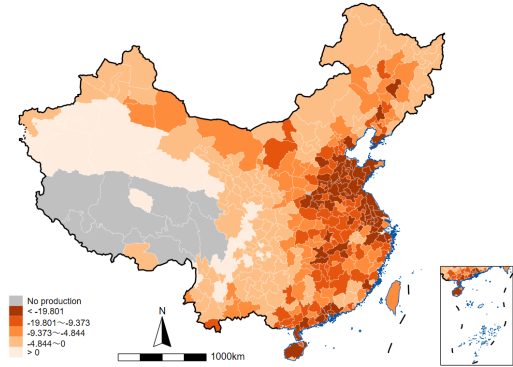 No production
< -19.801
-19.801～-9.373
-9.373～-4.844
-4.844～0
> 0
N
1000km